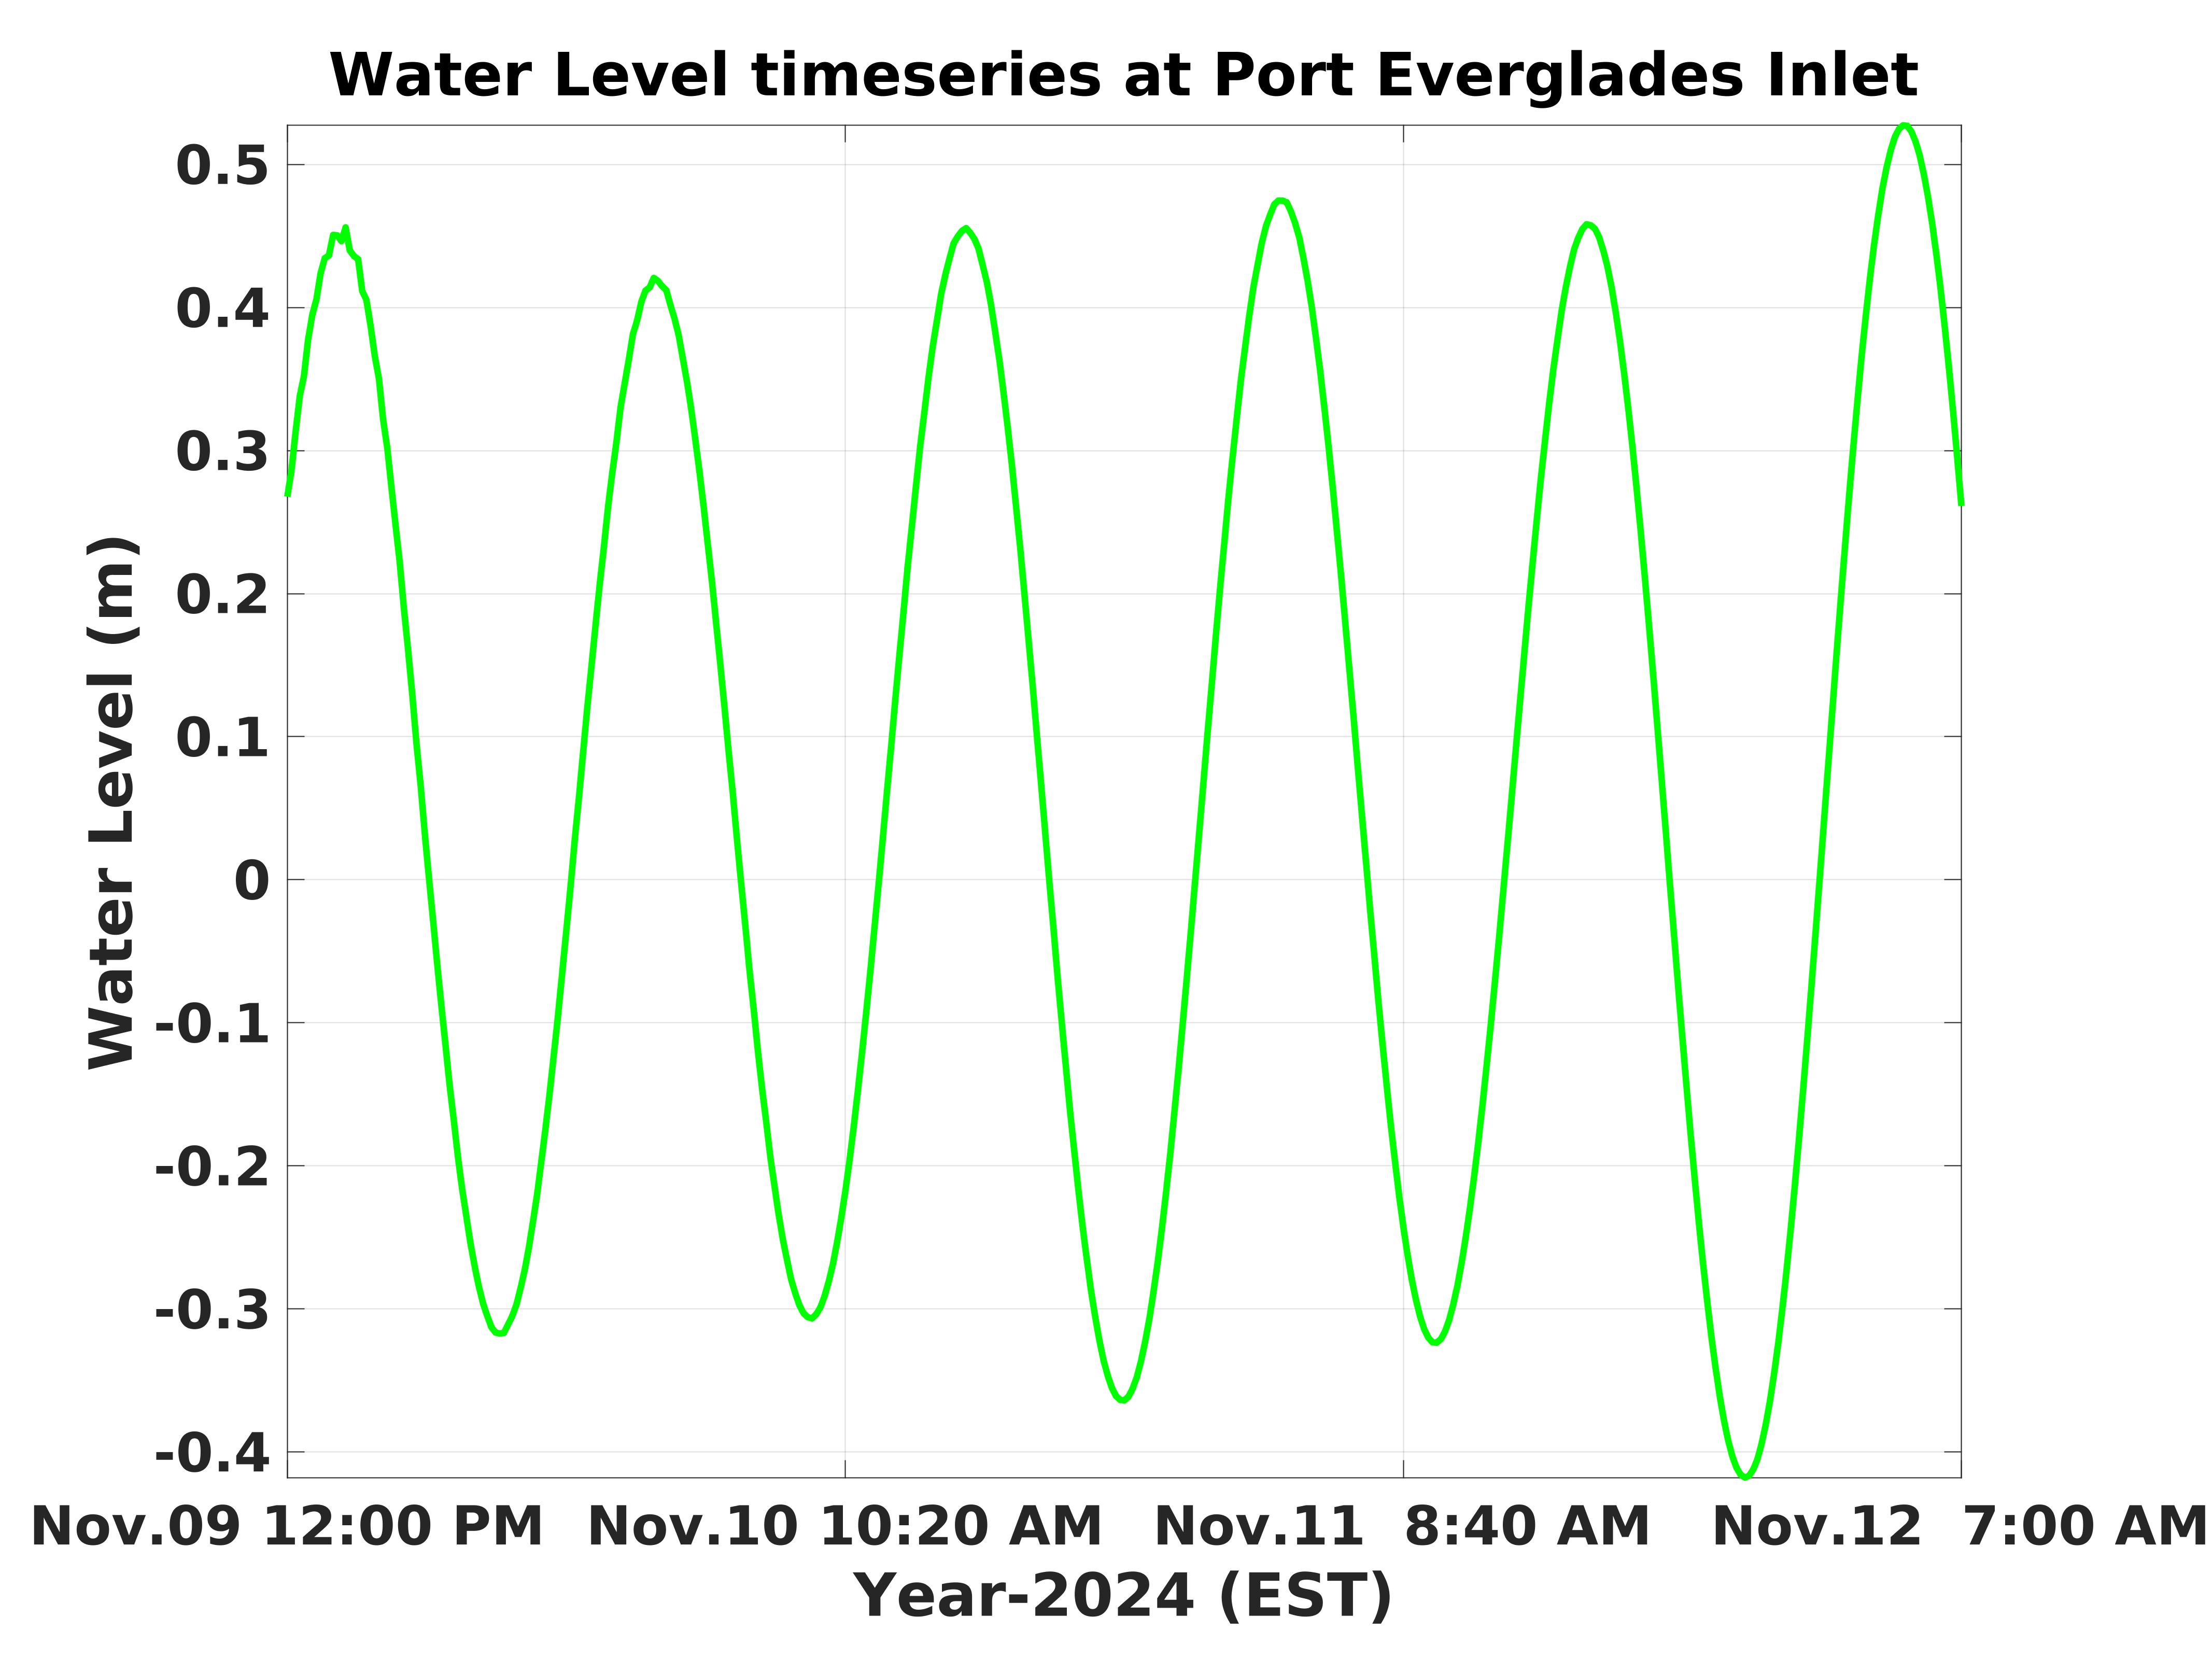 Water Level timeseries at Port Everglades Inlet
0.5
0.4
0.3
0.2
0.1
0
-0.1
-0.2
-0.3
-0.4
Water Level (m)
Nov.09 12:00 PM Nov.10 10:20 AM Nov.11 8:40 AM Nov.12 7:00 AM
Year-2024 (EST)